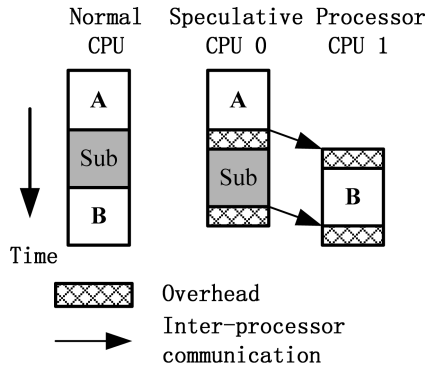 Normal CPU
Speculative Processor
CPU 0
CPU 1
A
Sub
B
A
Sub
B
Time
Overhead
Inter-processor
communication